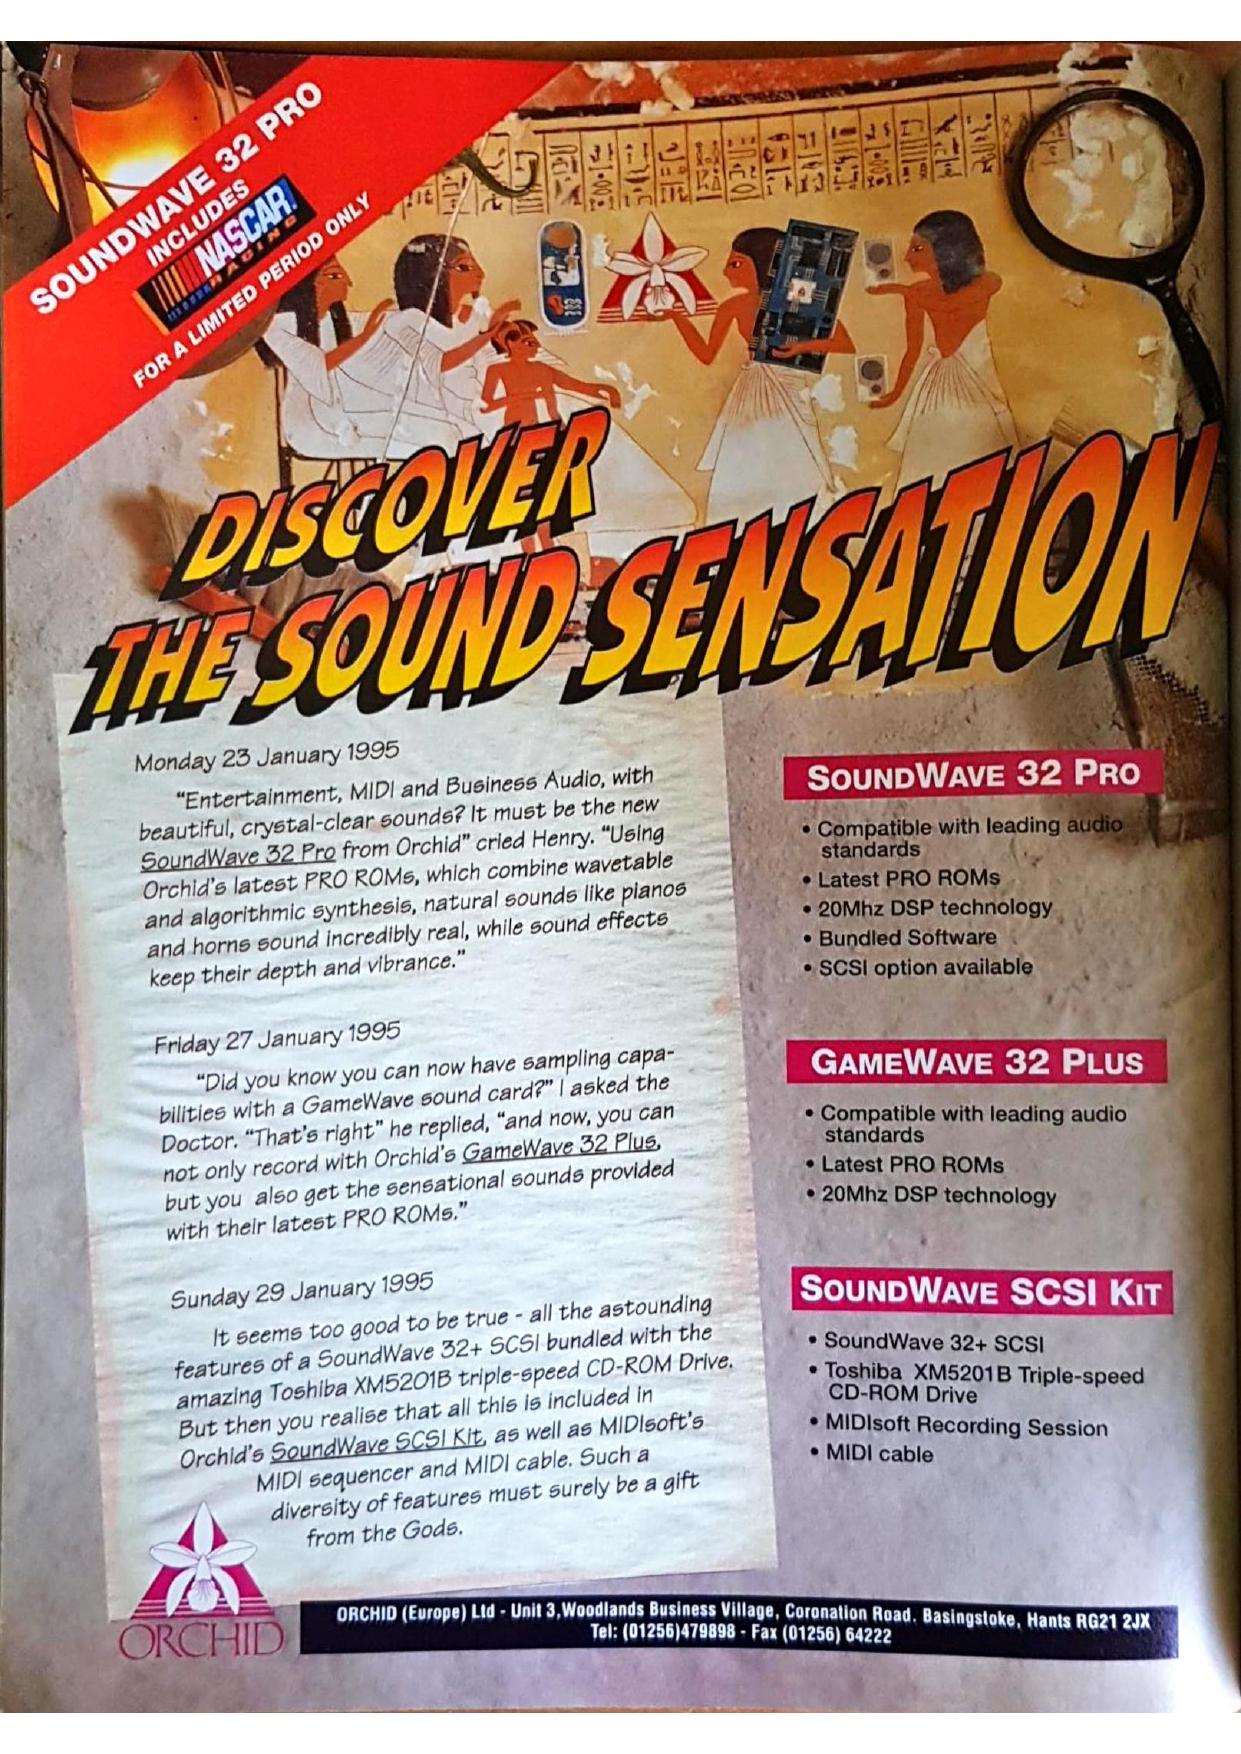 SOUNDWAVE 32 PRO
INCLUDES
NASCAR
RACING
FOR A LIMITED PERIOD ONLY
DISCOVER
THE SOUND SENSATION
Monday 23 January 1995
"Entertainment, MIDI and Business Audio, with
beautiful, crystal-clear sounds? It must be the new
SoundWave 32 Pro from Orchid" cried Henry. "Using
Orchid's latest PRO ROMs, which combine wavetable
and algorithmic synthesis, natural sounds like pianos
and horns sound incredibly real, while sound effects
keep their depth and vibrance."
Friday 27 January 1995
"Did you know you can now have sampling capa-
bilities with a GameWave sound card?" I asked the
Doctor. "That's right" he replied, "and now, you can
not only record with Orchid's GameWave 32 Plus,
but you also get the sensational sounds provided
with their latest PRO ROMs."
Sunday 29 January 1995
It seems too good to be true - all the astounding
features of a SoundWave 32+ SCSI bundled with the
amazing Toshiba XM5201B triple-speed CD-ROM Drive.
But then you realise that all this is included in
Orchid's SoundWave SCSI Kit, as well as MIDIsoft's
MIDI sequencer and MIDI cable. Such a
diversity of features must surely be a gift
from the Gods.
SOUNDWAVE 32 PRO
• Compatible with leading audio
standards
• Latest PRO ROMs
• 20Mhz DSP technology
• Bundled Software
• SCSI option available
GAMEWAVE 32 PLUS
• Compatible with leading audio
standards
• Latest PRO ROMs
• 20Mhz DSP technology
SOUNDWAVE SCSI KIT
• SoundWave 32+ SCSI
• Toshiba XM5201B Triple-speed
CD-ROM Drive
• MIDIsoft Recording Session
• MIDI cable
ORCHID
ORCHID (Europe) Ltd - Unit 3,Woodlands Business Village, Coronation Road. Basingstoke, Hants RG21 2JX
Tel: (01256)479898 - Fax (01256) 64222